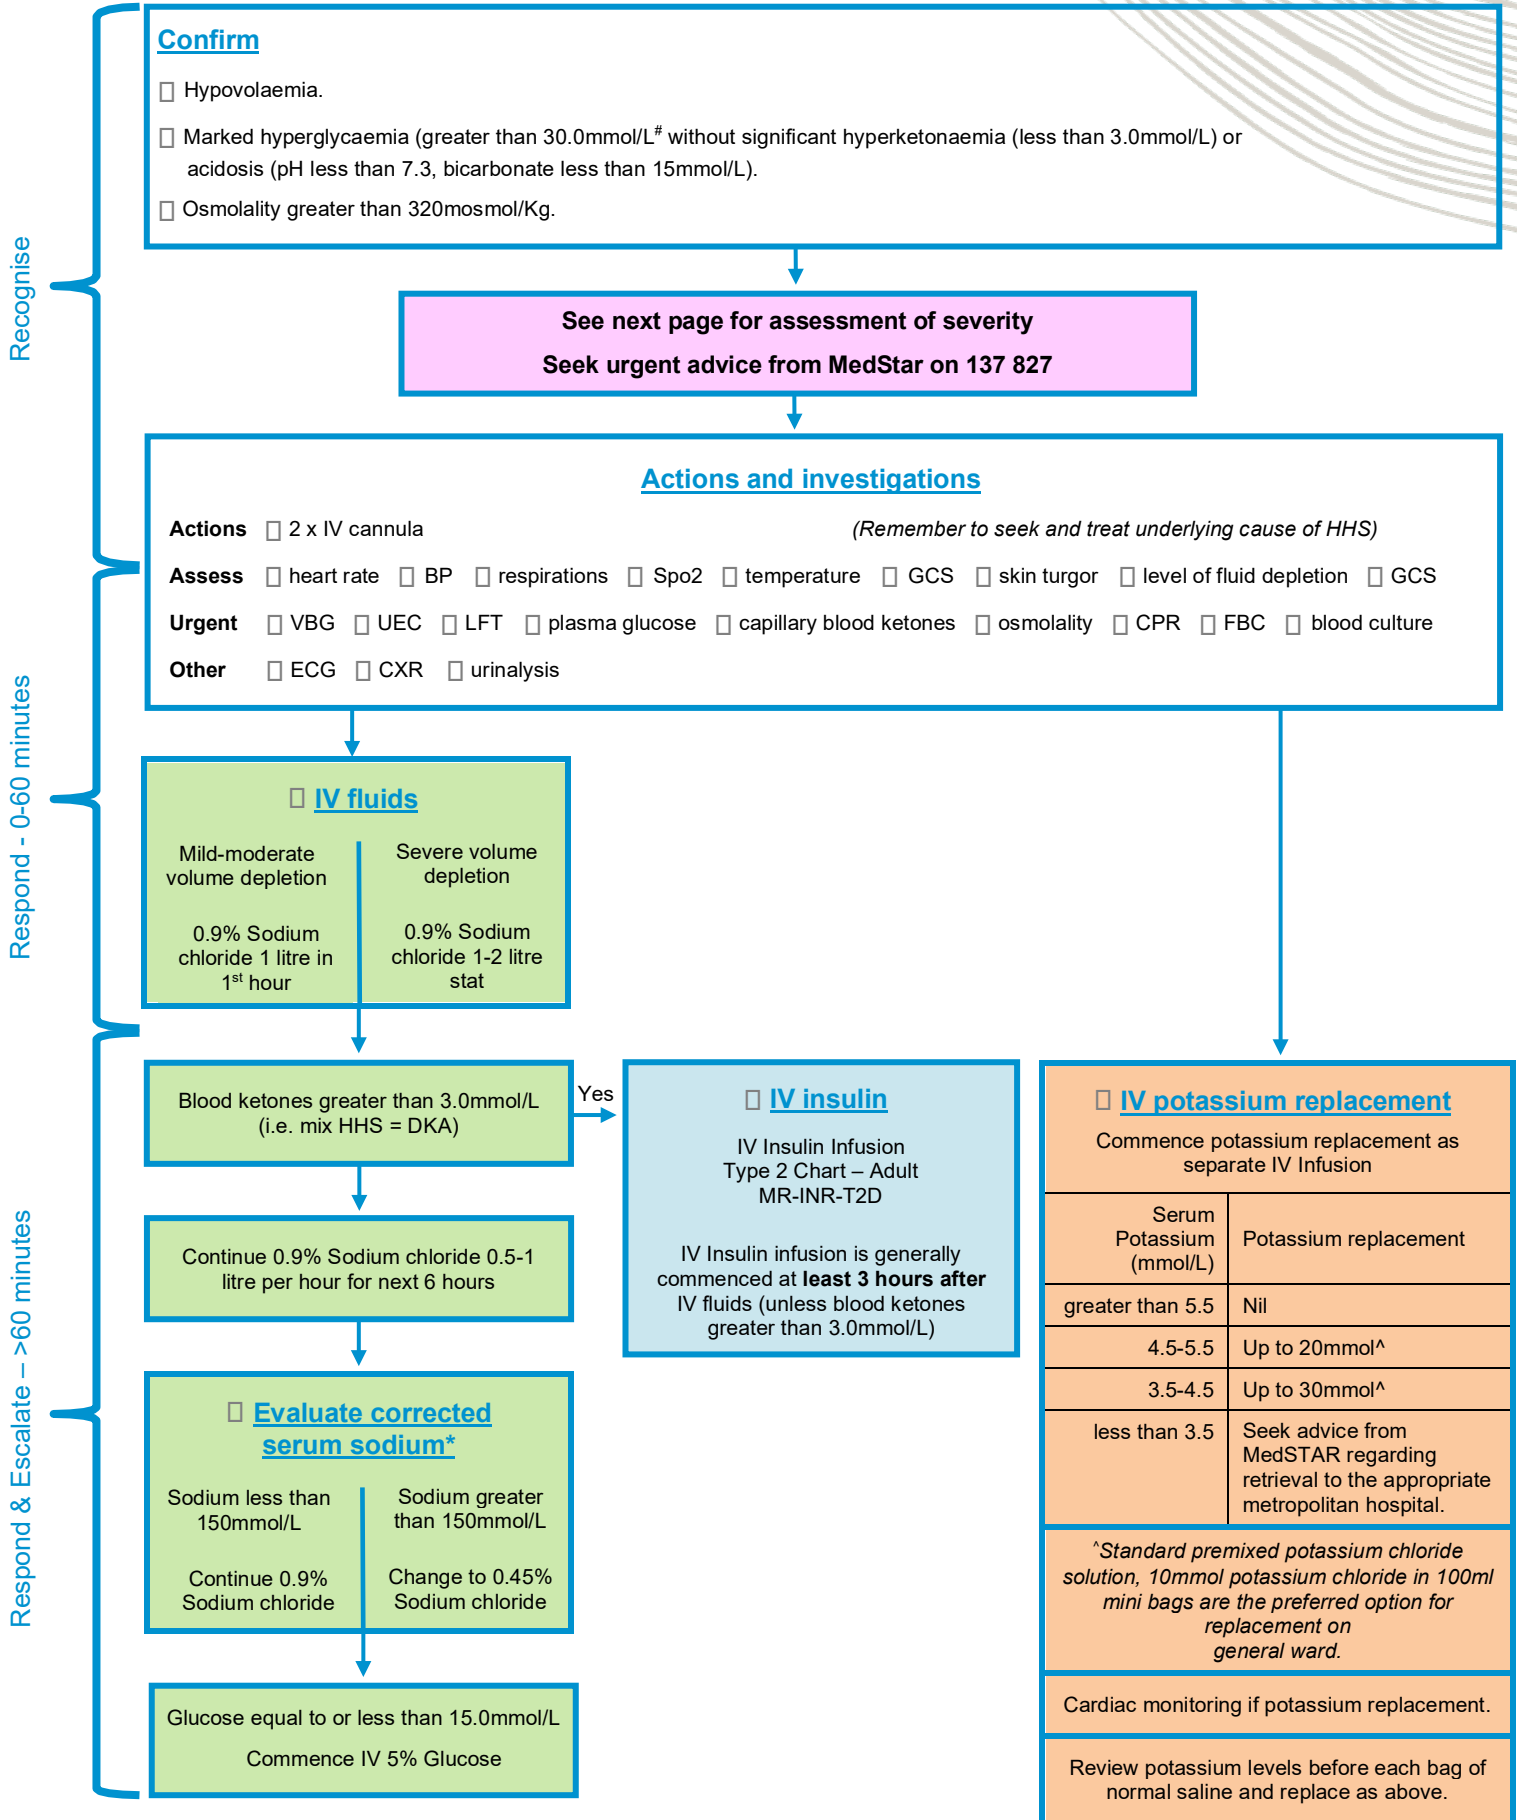 Recognise
Confirm
Hypovolaemia.
Marked hyperglycaemia (greater than 30.0mmol/L# without significant hyperketonaemia (less than 3.0mmol/L) or
acidosis (pH less than 7.3, bicarbonate less than 15mmol/L).
Osmolality greater than 320mosmol/Kg.
See next page for assessment of severity
Seek urgent advice from MedStar on 137 827
Respond - 0-60 minutes
Actions and investigations
Actions 2 x IV cannula (Remember to seek and treat underlying cause of HHS)
Assess heart rate BP respirations Spo2 temperature GCS skin turgor level of fluid depletion GCS
Urgent VBG UEC LFT plasma glucose capillary blood ketones osmolality CPR FBC blood culture
Other ECG CXR urinalysis
IV fluids
Mild-moderate
volume depletion
0.9% Sodium
chloride 1 litre in
1st hour
Severe volume
depletion
0.9% Sodium
chloride 1-2 litre
stat
Respond & Escalate – >60 minutes
Blood ketones greater than 3.0mmol/L
(i.e. mix HHS = DKA)
Yes
Continue 0.9% Sodium chloride 0.5-1
litre per hour for next 6 hours
Evaluate corrected
serum sodium*
Sodium less than
150mmol/L
Continue 0.9%
Sodium chloride
Sodium greater
than 150mmol/L
Change to 0.45%
Sodium chloride
Glucose equal to or less than 15.0mmol/L
Commence IV 5% Glucose
IV insulin
IV Insulin Infusion
Type 2 Chart – Adult
MR-INR-T2D
IV Insulin infusion is generally
commenced at least 3 hours after
IV fluids (unless blood ketones
greater than 3.0mmol/L)
IV potassium replacement
Commence potassium replacement as
separate IV Infusion
Serum
Potassium
(mmol/L)
Potassium replacement
greater than 5.5 Nil
4.5-5.5 Up to 20mmol^
3.5-4.5 Up to 30mmol^
less than 3.5 Seek advice from
MedSTAR regarding
retrieval to the appropriate
metropolitan hospital.
^Standard premixed potassium chloride
solution, 10mmol potassium chloride in 100ml
mini bags are the preferred option for
replacement on
general ward.
Cardiac monitoring if potassium replacement.
Review potassium levels before each bag of
normal saline and replace as above.